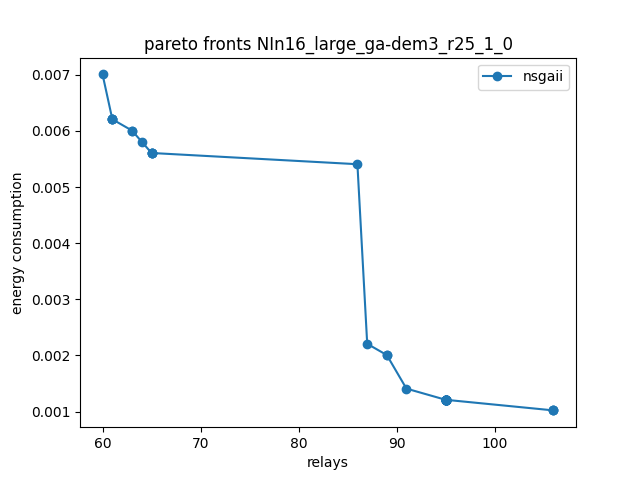 pareto fronts NIn16_large_ga-dem3_r25_1_0
nsgaii
0.007
0.006
0.005
0.004
0.003
0.002
0.001
energy consumption
60 70 80 90 100
relays